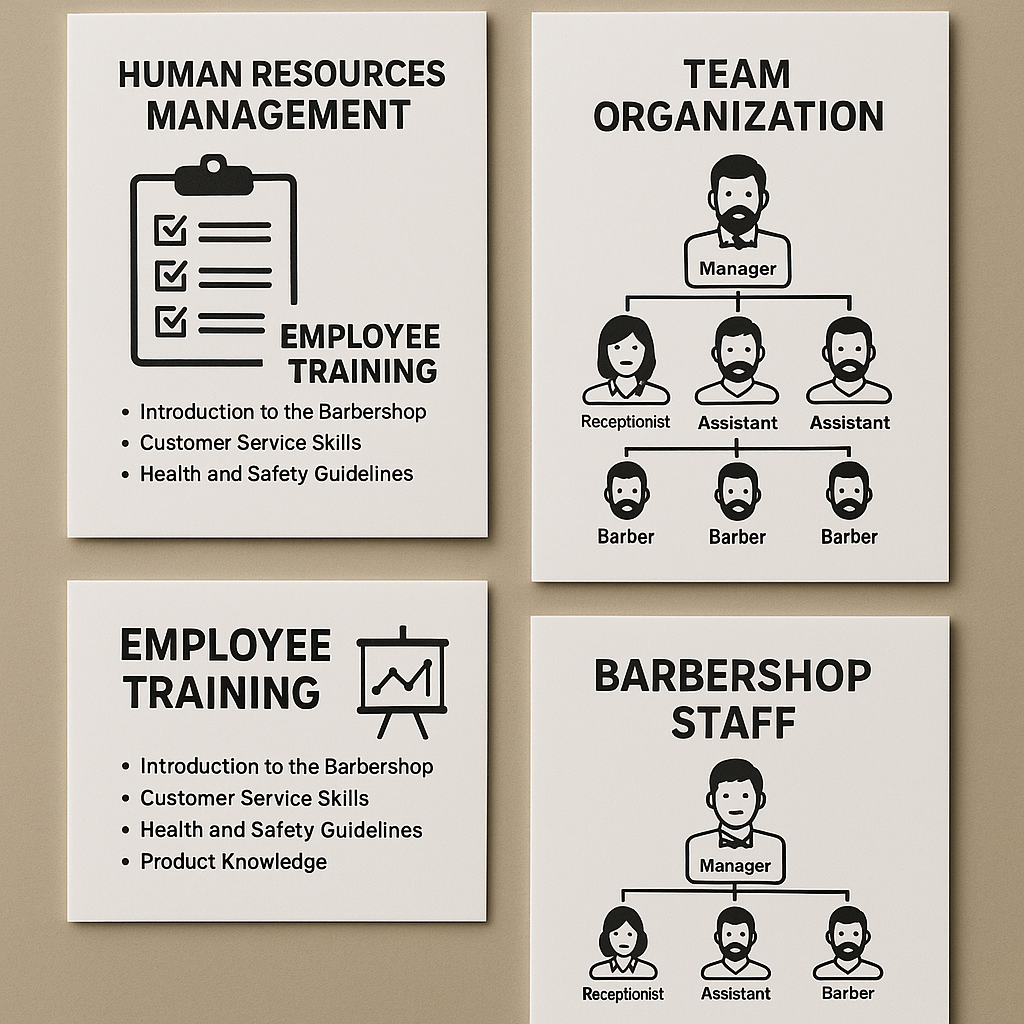 HUMAN RESOURCES
MANAGEMENT
EMPLOYEE
TRAINING
• Introduction to the Barbershop
• Customer Service Skills
• Health and Safety Guidelines
TEAM
ORGANIZATION
Manager
Receptionist Assistant Assistant
Barber Barber Barber
EMPLOYEE
TRAINING
• Introduction to the Barbershop
• Customer Service Skills
• Health and Safety Guidelines
• Product Knowledge
BARBERSHOP
STAFF
Manager
Receptionist Assistant Barber